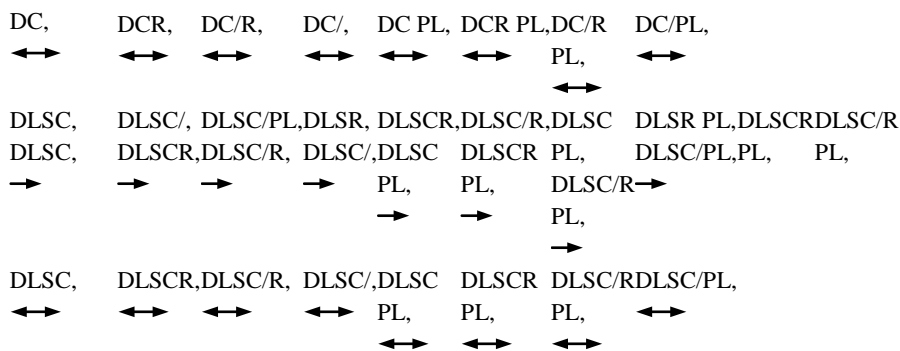 DC, DCR, DC/R, DC/, DC PL, DCR PL, DC/R DC/PL,
↔ ↔ ↔ ↔ ↔ ↔ PL, ↔
↔
DLSC, DLSC/, DLSC/PL, DLSR, DLSCR, DLSC/R, DLSC DLSR PL, DLSCR DLSC/R
DLSC, DLSCR, DLSC/R, DLSC/, DLSC DLSCR PL, DLSC/PL, PL, PL,
→ → → → PL, PL, DLSC/R →
→ → PL,
→
DLSC, DLSCR, DLSC/R, DLSC/, DLSC DLSCR DLSC/R DLSC/PL,
↔ ↔ ↔ ↔ PL, PL, PL, ↔
↔ ↔ ↔